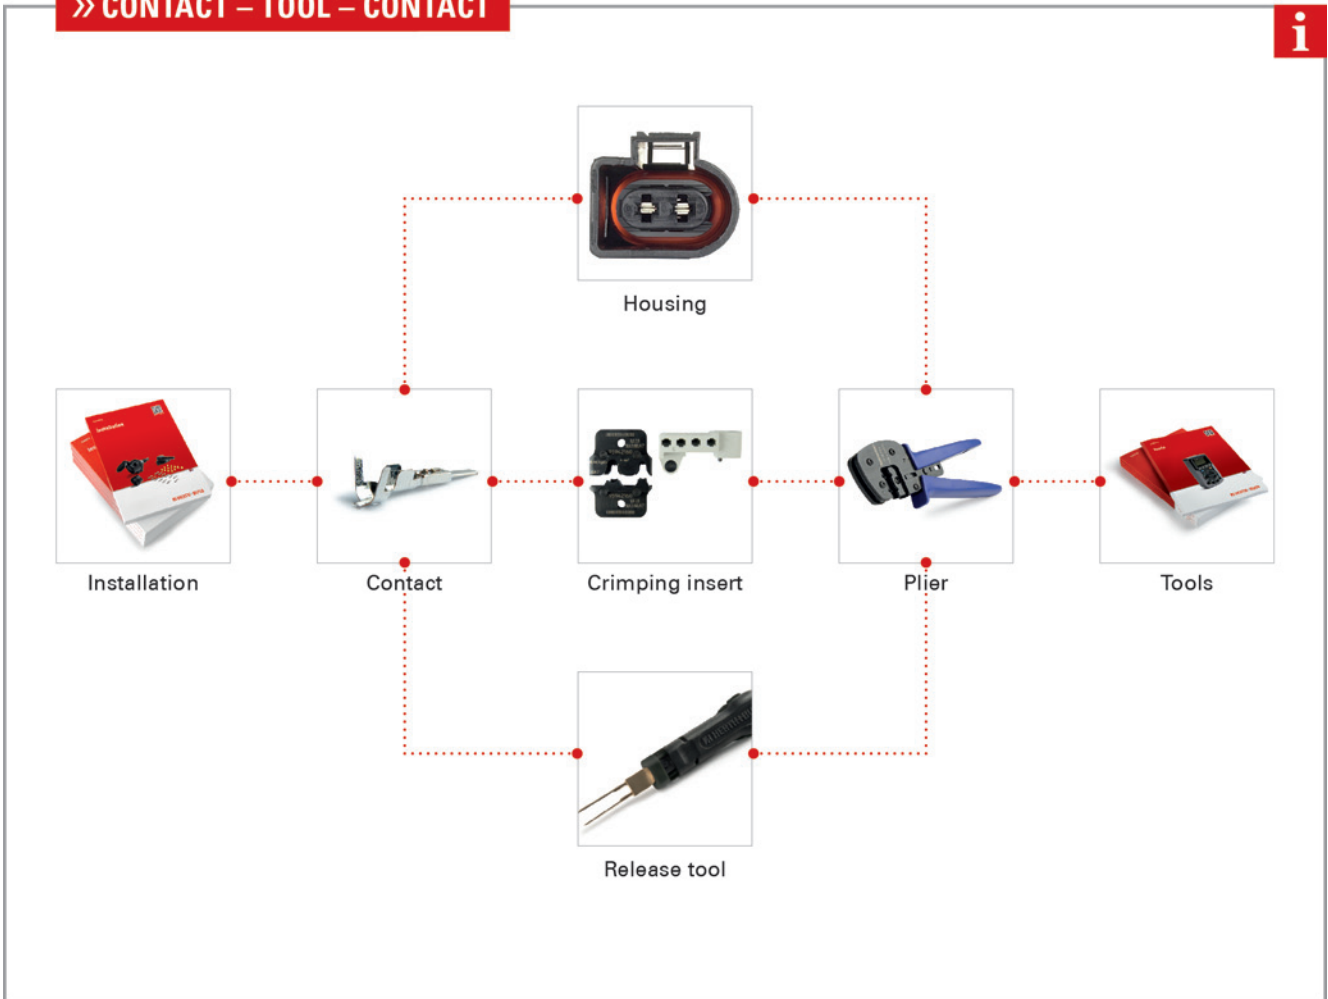 » CONTACT – TOOL – CONTACT
i
Housing
Installation
Contact
Crimping insert
Plier
Tools
Release tool